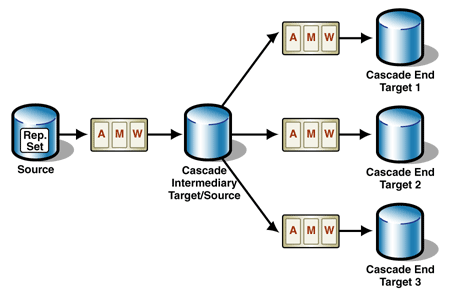 A M W
Cascade End
Target 1
Rep.
Set
Source
A M W
Cascade
Intermediary
Target/Source
A M W
Cascade End
Target 2
A M W
Cascade End
Target 3